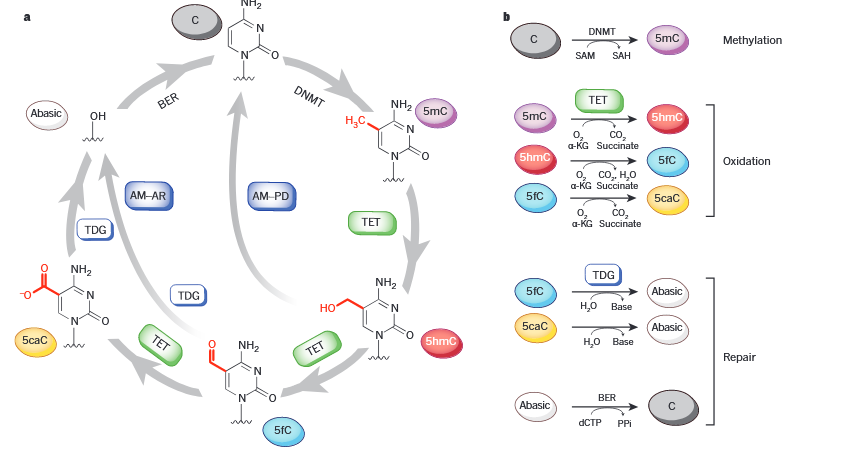 a
C
NH2
N
N
O
BER
DNMT
Abasic
OH
H3C
NH2
5mC
N
N
O
AM–AR
AM–PD
TET
TDG
TDG
O
–O
NH2
N
N
O
5caC
TET
O
NH2
N
N
O
5fC
TET
HO
NH2
N
N
O
5hmC
b
C
DNMT
SAM
SAH
5mC
Methylation
5mC
TET
O2
CO2
α-KG
Succinate
5hmC
5hmC
O2
CO2, H2O
α-KG
Succinate
5fC
Oxidation
5fC
O2
CO2
α-KG
Succinate
5caC
5fC
TDG
H2O
Base
Abasic
5caC
H2O
Base
Abasic
Repair
Abasic
BER
dCTP
PPi
C